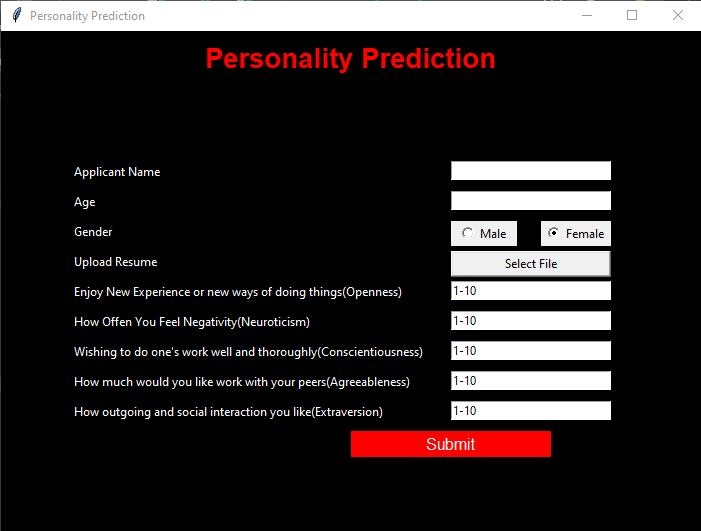 Personality Prediction
Personality Prediction
Applicant Name
Age
Gender Male Female
Upload Resume Select File
Enjoy New Experience or new ways of doing things(Openness) 1-10
How Offen You Feel Negativity(Neuroticism) 1-10
Wishing to do one's work well and thoroughly(Conscientiousness) 1-10
How much would you like work with your peers(Agreeableness) 1-10
How outgoing and social interaction you like(Extraversion) 1-10
Submit